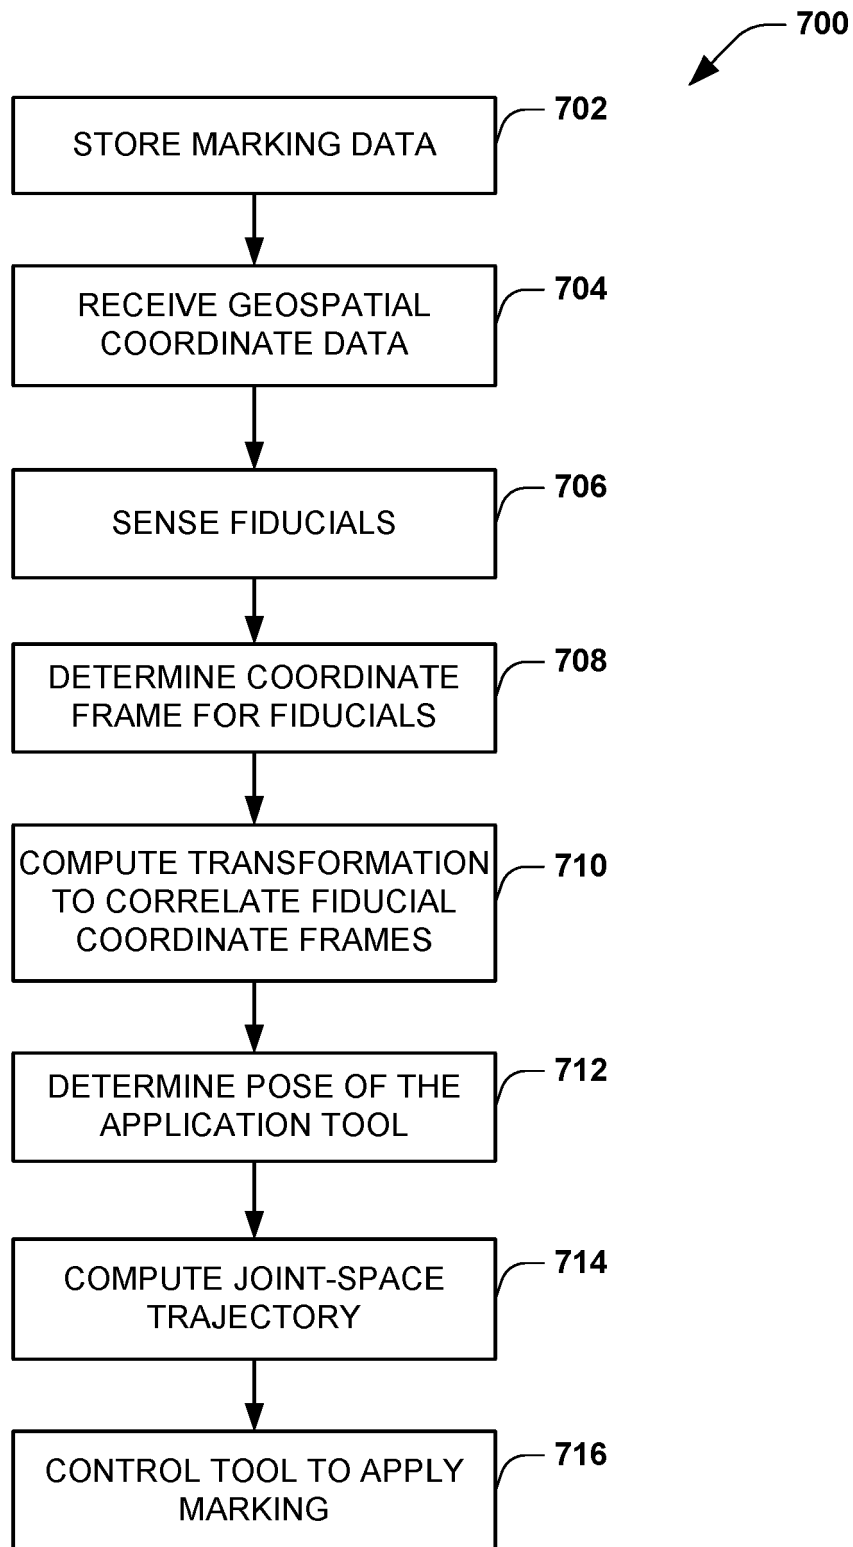 700
STORE MARKING DATA
702
RECEIVE GEOSPATIAL
COORDINATE DATA
704
SENSE FIDUCIALS
706
DETERMINE COORDINATE
FRAME FOR FIDUCIALS
708
COMPUTE TRANSFORMATION
TO CORRELATE FIDUCIAL
COORDINATE FRAMES
710
DETERMINE POSE OF THE
APPLICATION TOOL
712
COMPUTE JOINT-SPACE
TRAJECTORY
714
CONTROL TOOL TO APPLY
MARKING
716